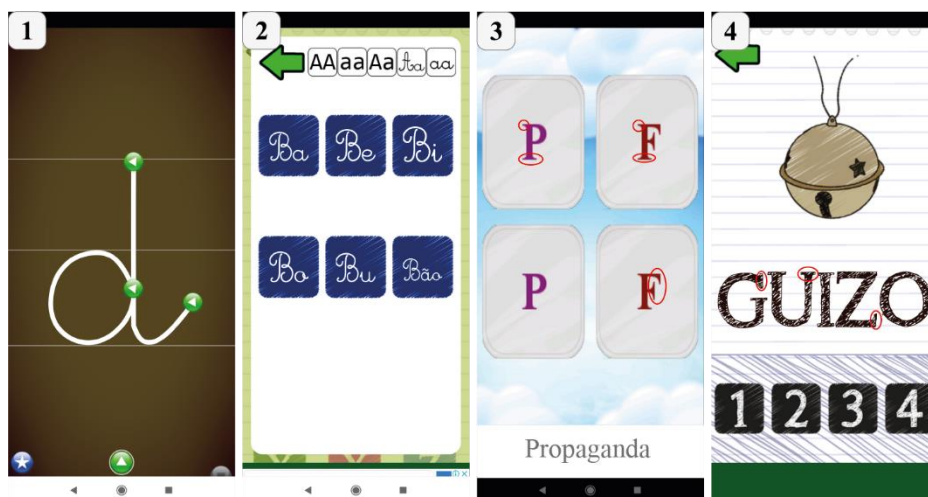 1
d
2
AA aa Aa Aa aa
Ba Be Bi
Bo Bu Bão
3
P F
P F
Propaganda
4
GUIZO
1 2 3 4